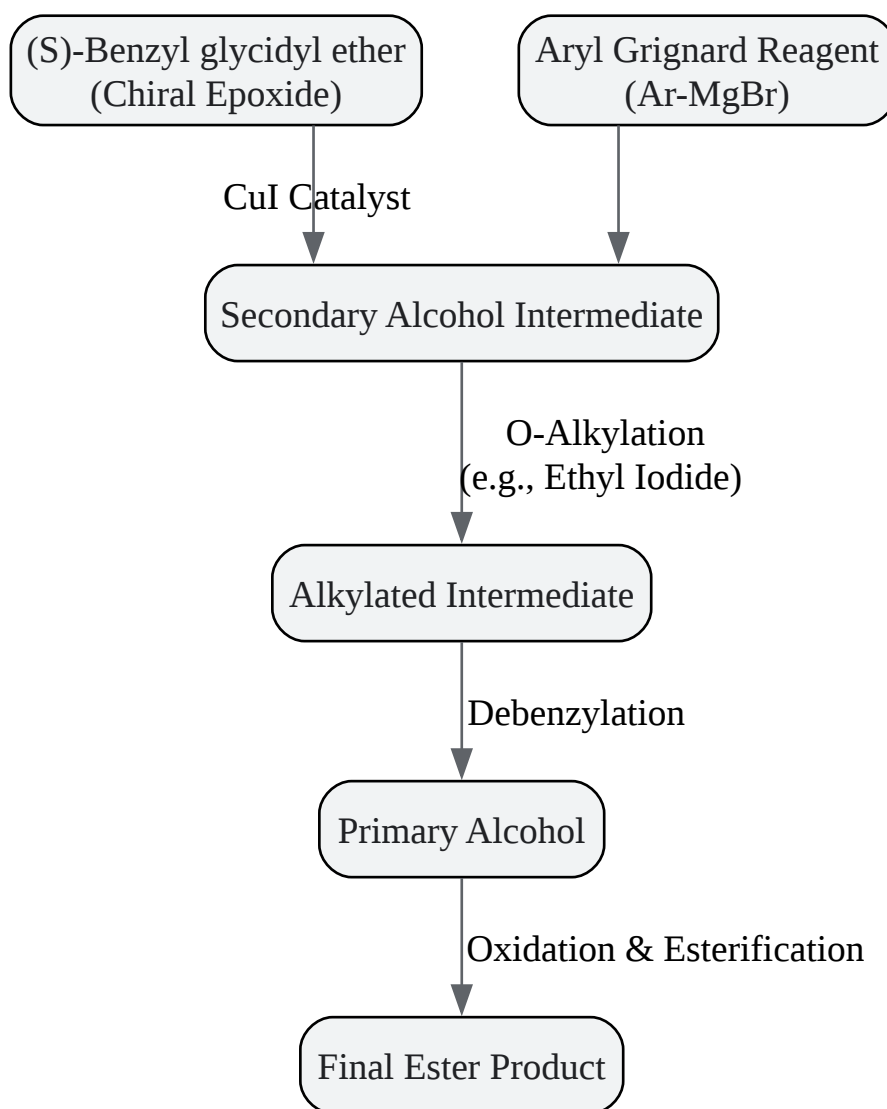 (S)-Benzyl glycidyl ether
(Chiral Epoxide)
Aryl Grignard Reagent
(Ar-MgBr)
CuI Catalyst
Secondary Alcohol Intermediate
O-Alkylation
(e.g., Ethyl Iodide)
Alkylated Intermediate
Debenzylation
Primary Alcohol
Oxidation & Esterification
Final Ester Product